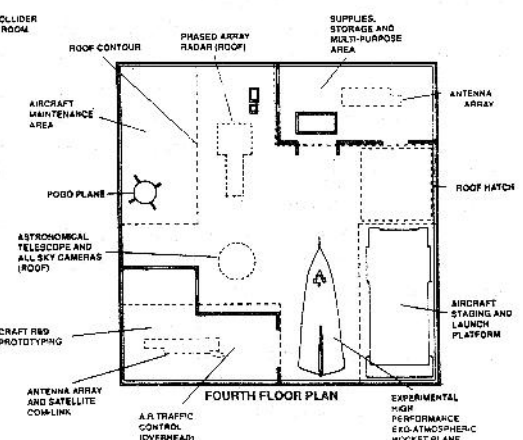 OLLIDER
ROOM
ROOF CONTOUR
PHASED ARRAY
RADAR (ROOF)
SUPPLIES,
STORAGE AND
MULTI-PURPOSE
AREA
ANTENNA
ARRAY
AIRCRAFT
MAINTENANCE
AREA
POGO PLANE
ROOF HATCH
ASTRONOMICAL
TELESCOPE AND
ALL SKY CAMERAS
(ROOF)
CRAFT R&D
PROTOTYPING
AIRCRAFT
STAGING AND
LAUNCH
PLATFORM
ANTENNA ARRAY
AND SATELLITE
COM-LINK
A.R. TRAFFIC
CONTROL
(OVERHEAD)
FOURTH FLOOR PLAN
EXPERIMENTAL
HIGH
PERFORMANCE
EXO-ATMOSPHERIC
ROCKET PLANE